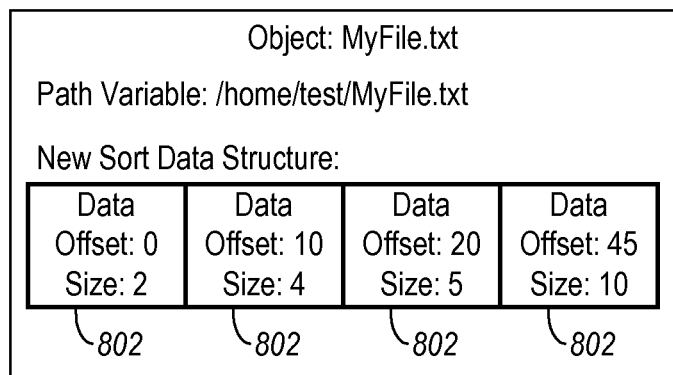 Object: MyFile.txt
Path Variable: /home/test/MyFile.txt
New Sort Data Structure:
Data Data Data Data
Offset: 0 Offset: 10 Offset: 20 Offset: 45
Size: 2 Size: 4 Size: 5 Size: 10
802 802 802 802